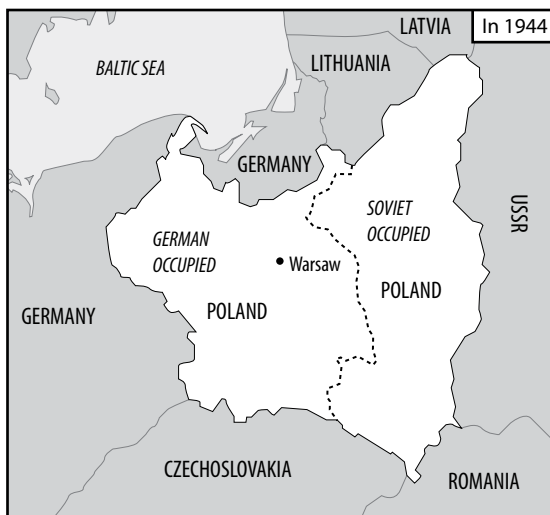 LATVIA
In 1944
BALTIC SEA
LITHUANIA
GERMANY
USSR
SOVIET
OCCUPIED
GERMAN
OCCUPIED
Warsaw
POLAND
GERMANY
POLAND
CZECHOSLOVAKIA
ROMANIA